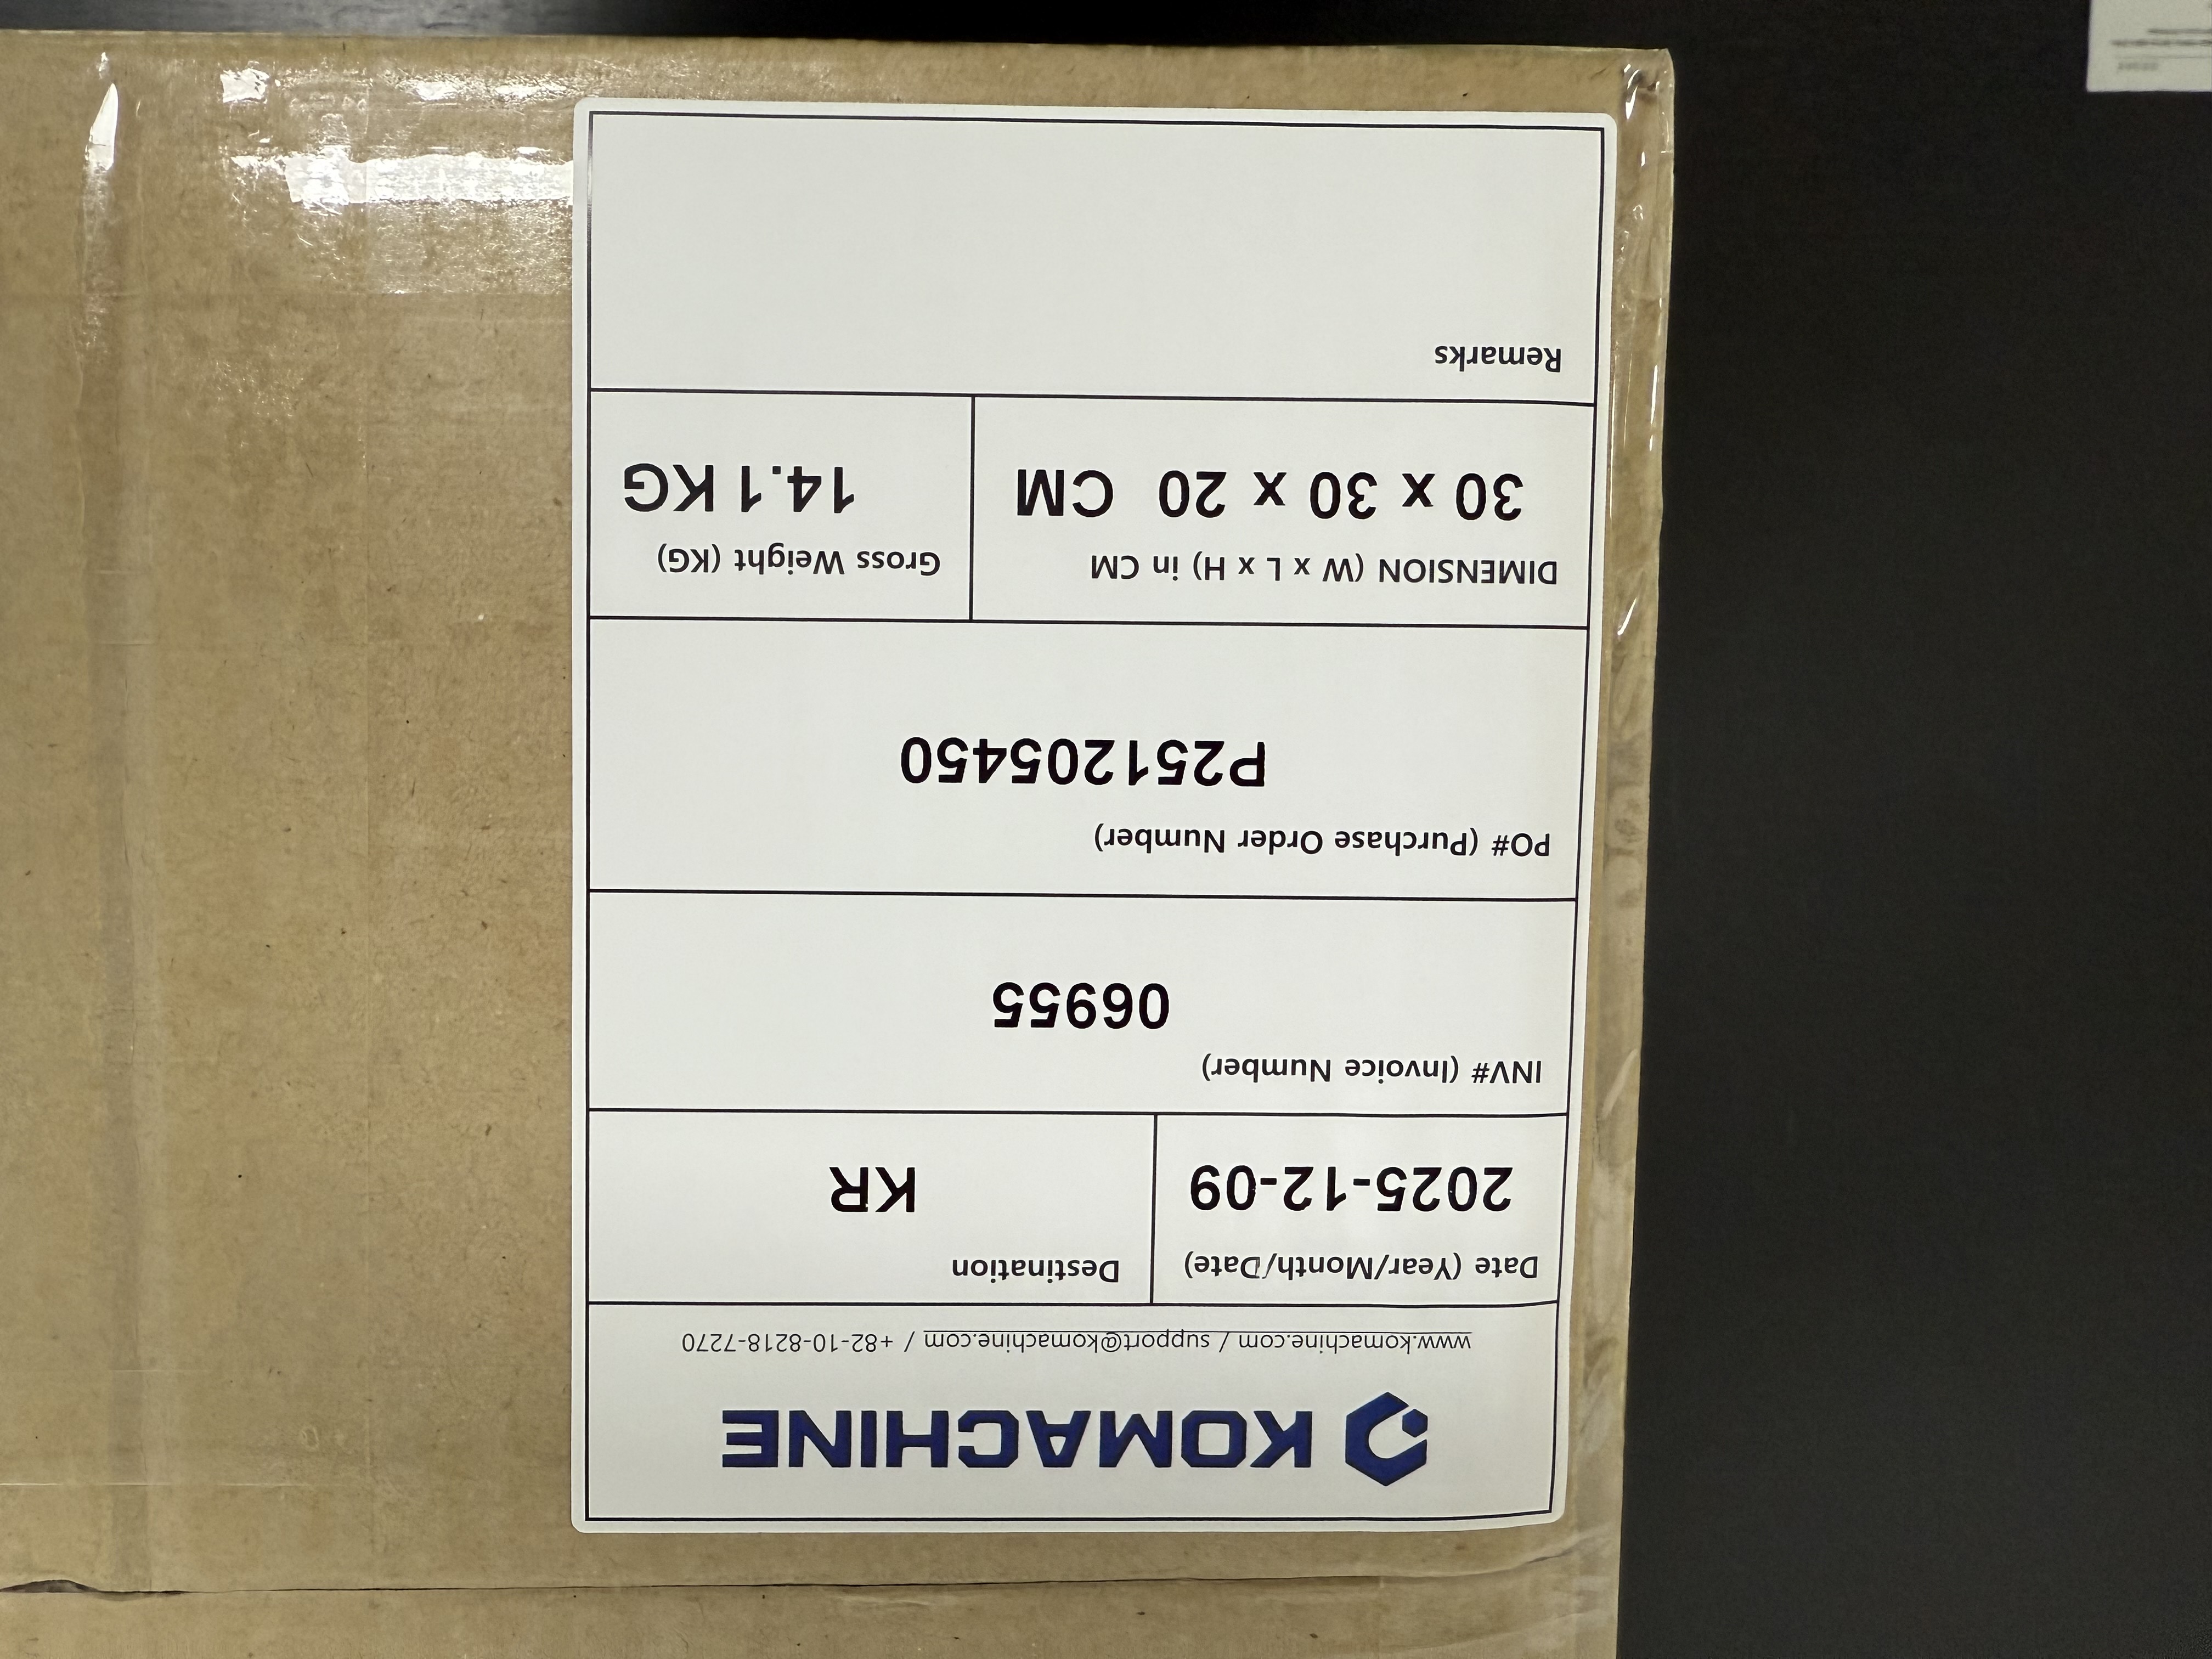 KOMACHINE
www.komachine.com / support@komachine.com / +82-10-8218-7270
Date (Year/Month/Date)
2025-12-09
Destination
KR
INV# (Invoice Number)
06955
PO# (Purchase Order Number)
P251205450
DIMENSION (W x L x H) in CM
30 x 30 x 20 CM
Gross Weight (KG)
14.1 KG
Remarks